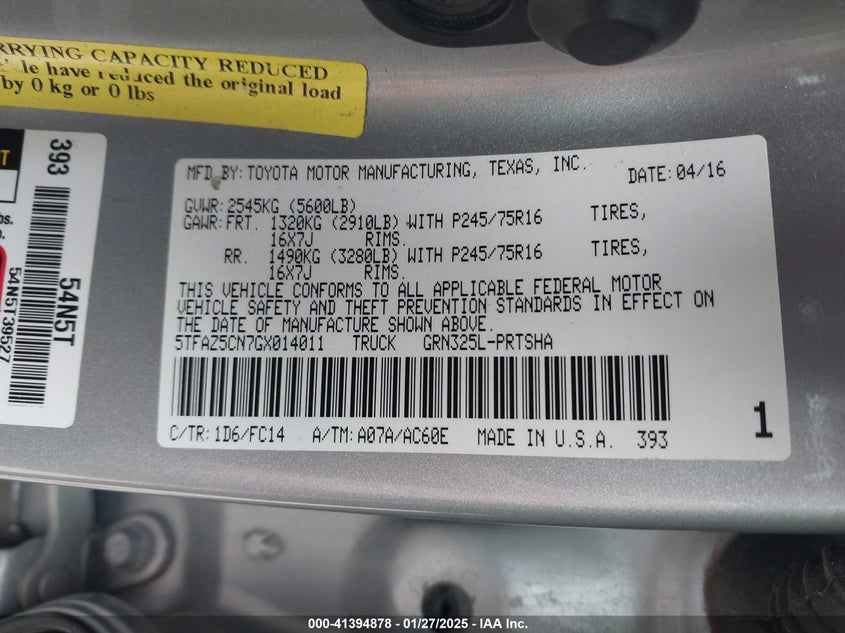 RRYING CAPACITY REDUCED
le have reduced the original load
by 0 kg or 0 lbs
393
54N5T
54N5T39527
MFD BY: TOYOTA MOTOR MANUFACTURING, TEXAS, INC. DATE: 04/16
GVWR: 2545KG (5600LB)
GAWR: FRT. 1320KG (2910LB) WITH P245/75R16 TIRES,
16X7J RIMS.
RR. 1490KG (3280LB) WITH P245/75R16 TIRES,
16X7J RIMS.
THIS VEHICLE CONFORMS TO ALL APPLICABLE FEDERAL MOTOR
VEHICLE SAFETY AND THEFT PREVENTION STANDARDS IN EFFECT ON
THE DATE OF MANUFACTURE SHOWN ABOVE.
5TFAZ5CN7GX014011 TRUCK GRN325L-PRTSHA
C/TR: 1D6/FC14 A/TM: A07A/AC60E MADE IN U.S.A. 393
1
000-41394878 - 01/27/2025 - IAA Inc.